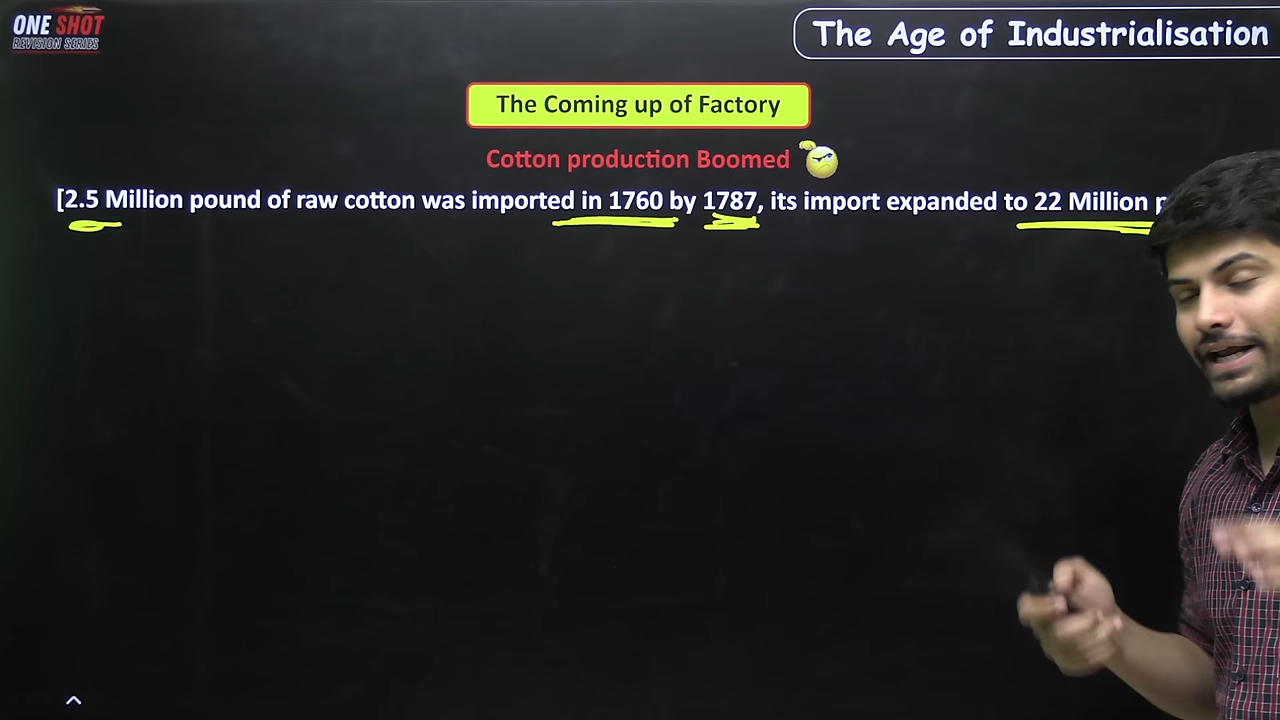 ONE SHOT
REVISION SERIES
The Age of Industrialisation
The Coming up of Factory
Cotton production Boomed
[2.5 Million pound of raw cotton was imported in 1760 by 1787, its import expanded to 22 Million